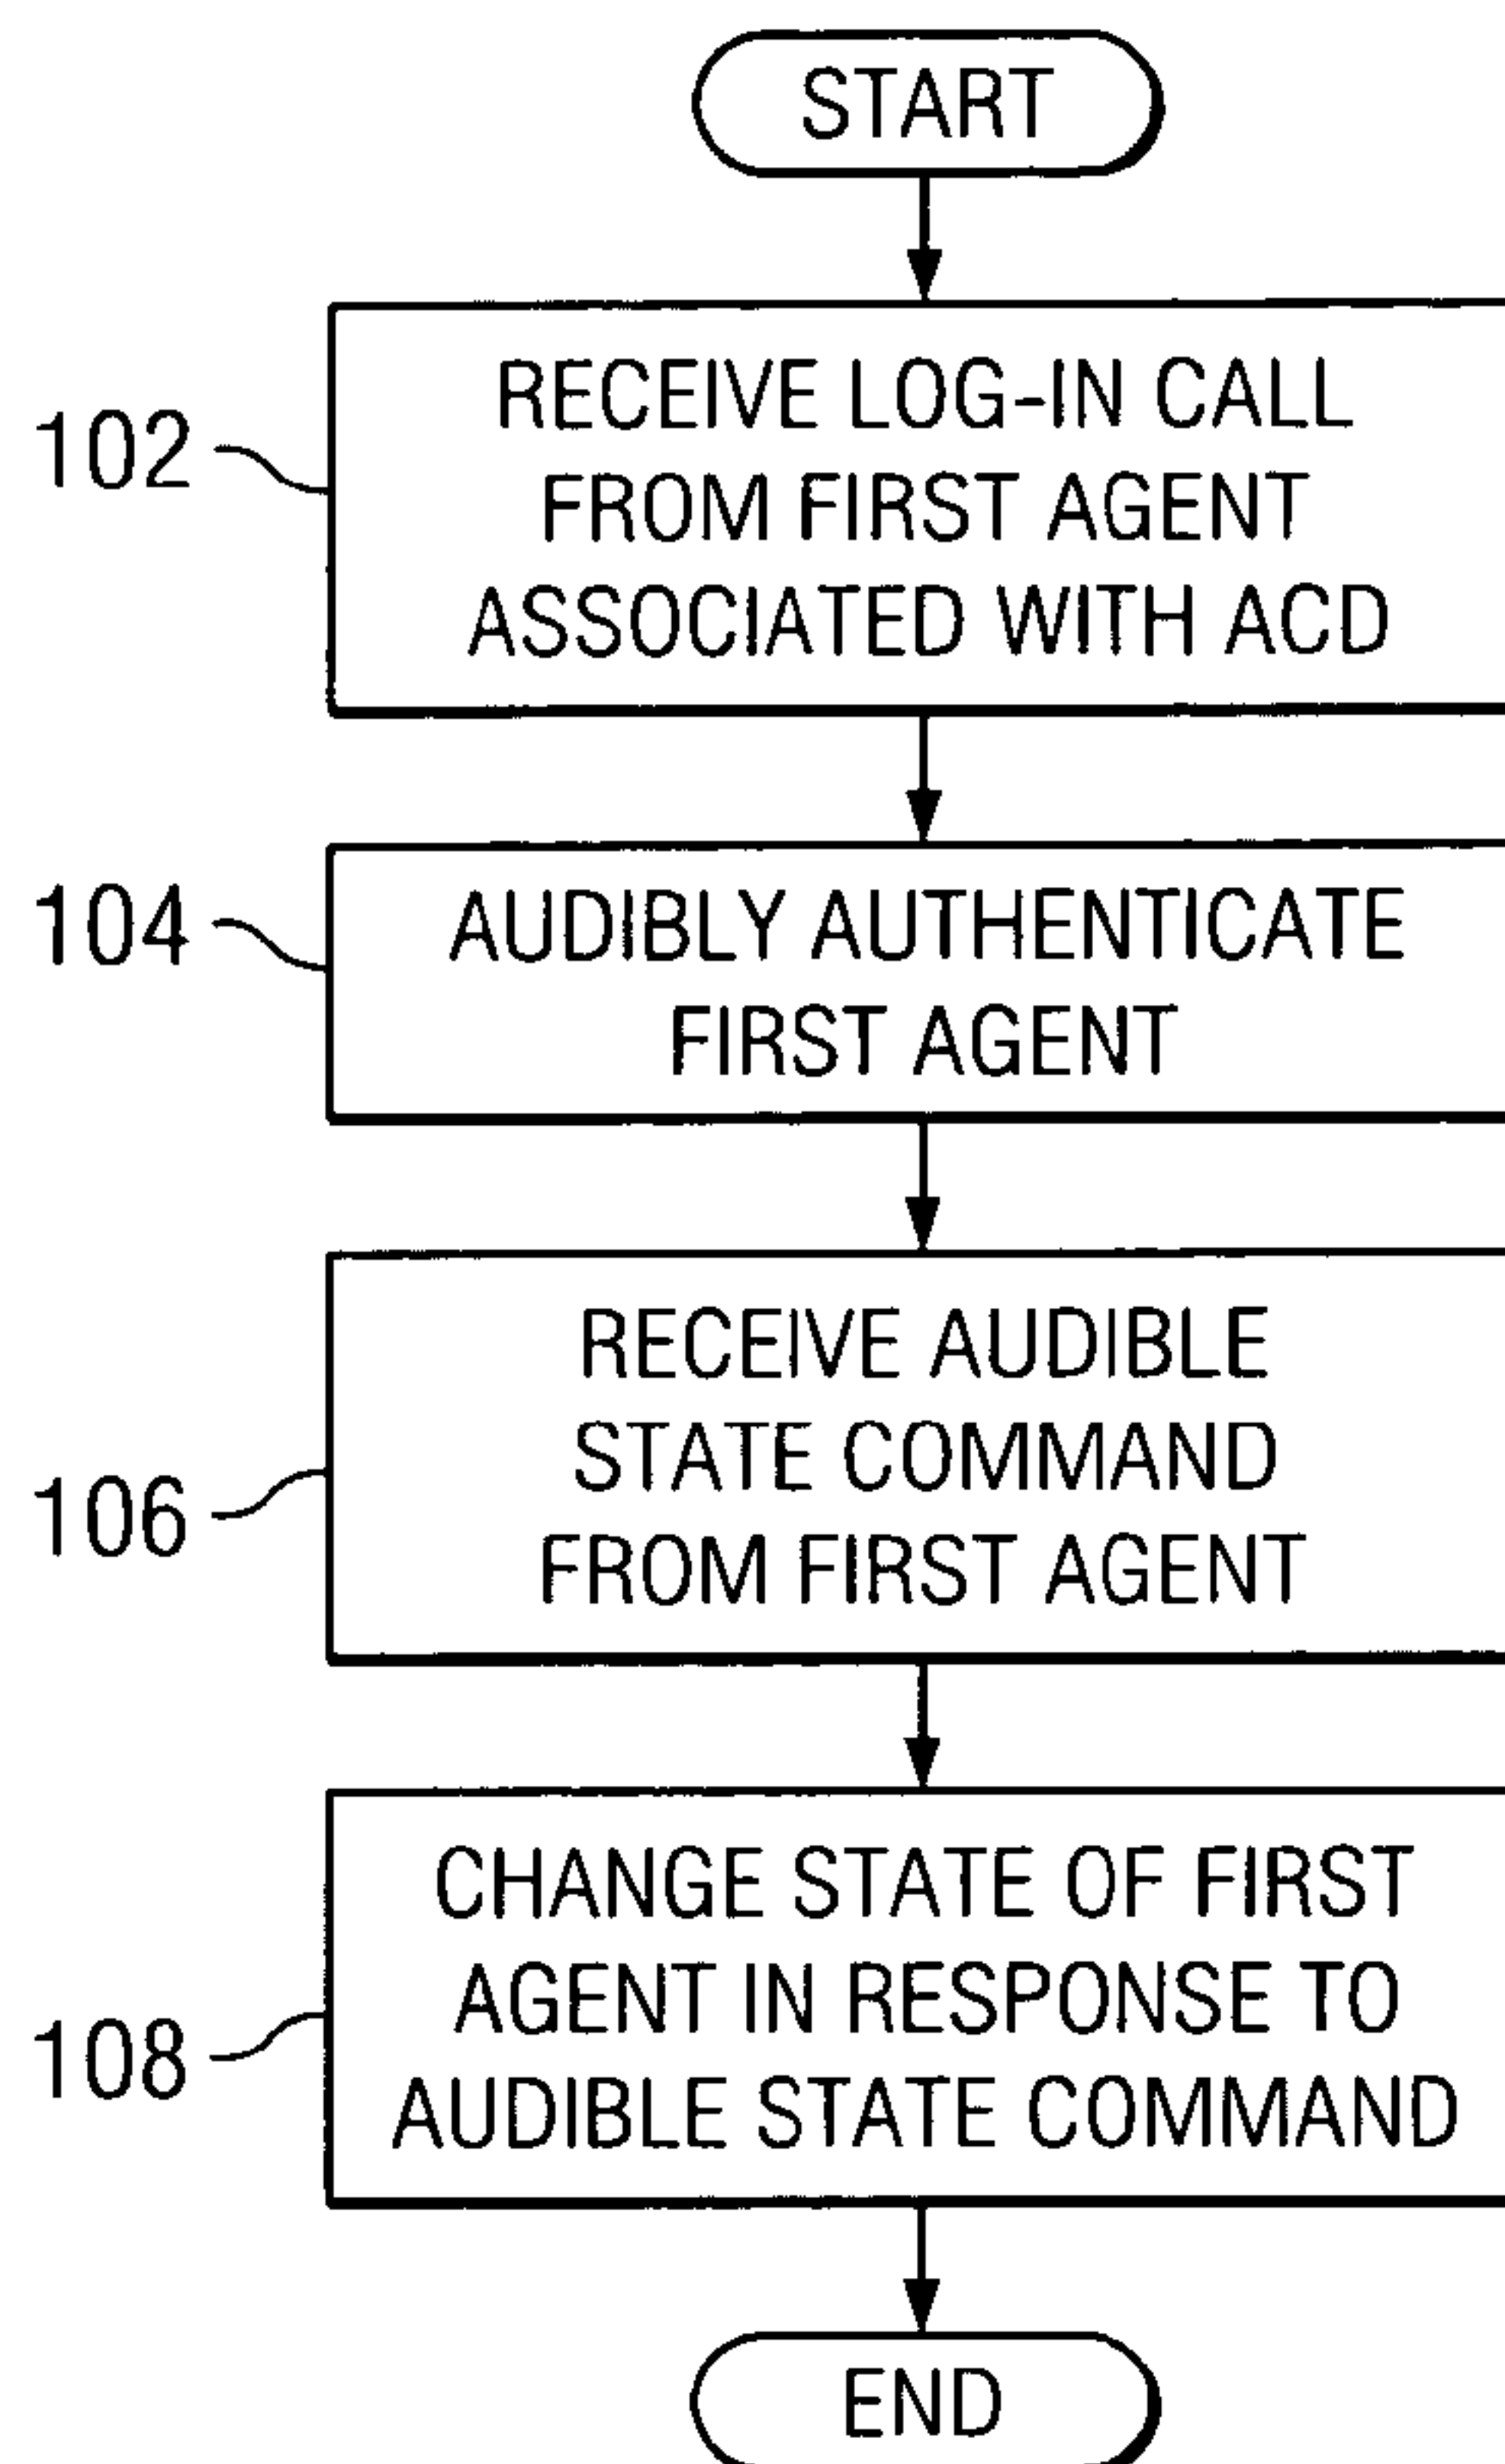 START
102
RECEIVE LOG-IN CALL
FROM FIRST AGENT
ASSOCIATED WITH ACD
104
AUDIBLY AUTHENTICATE
FIRST AGENT
106
RECEIVE AUDIBLE
STATE COMMAND
FROM FIRST AGENT
108
CHANGE STATE OF FIRST
AGENT IN RESPONSE TO
AUDIBLE STATE COMMAND
END